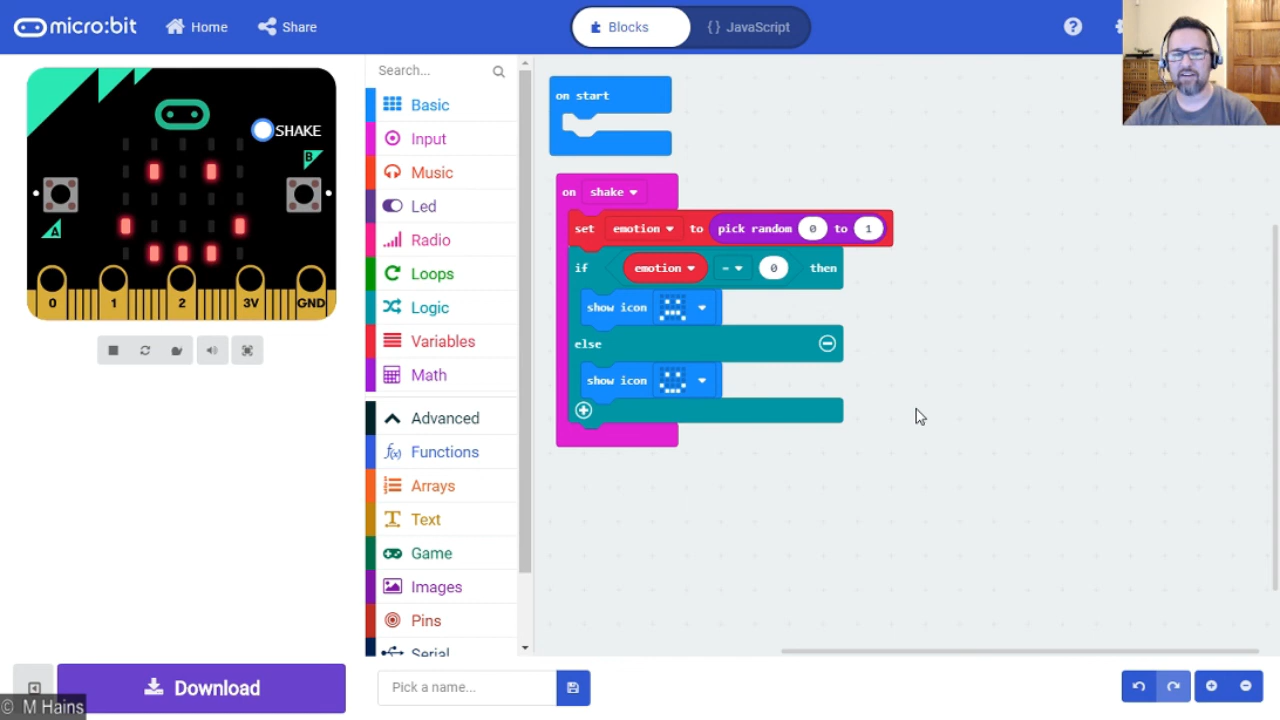 micro:bit
Home
Share
Blocks
{ } JavaScript
?
SHAKE
B
A
0 1 2 3V GND
Search...
Basic
Input
Music
Led
Radio
Loops
Logic
Variables
Math
Advanced
Functions
Arrays
Text
Game
Images
Pins
Serial
on start
on shake
set emotion to pick random 0 to 1
if emotion = 0 then
show icon
else
show icon
Download
Pick a name...
© M Hains